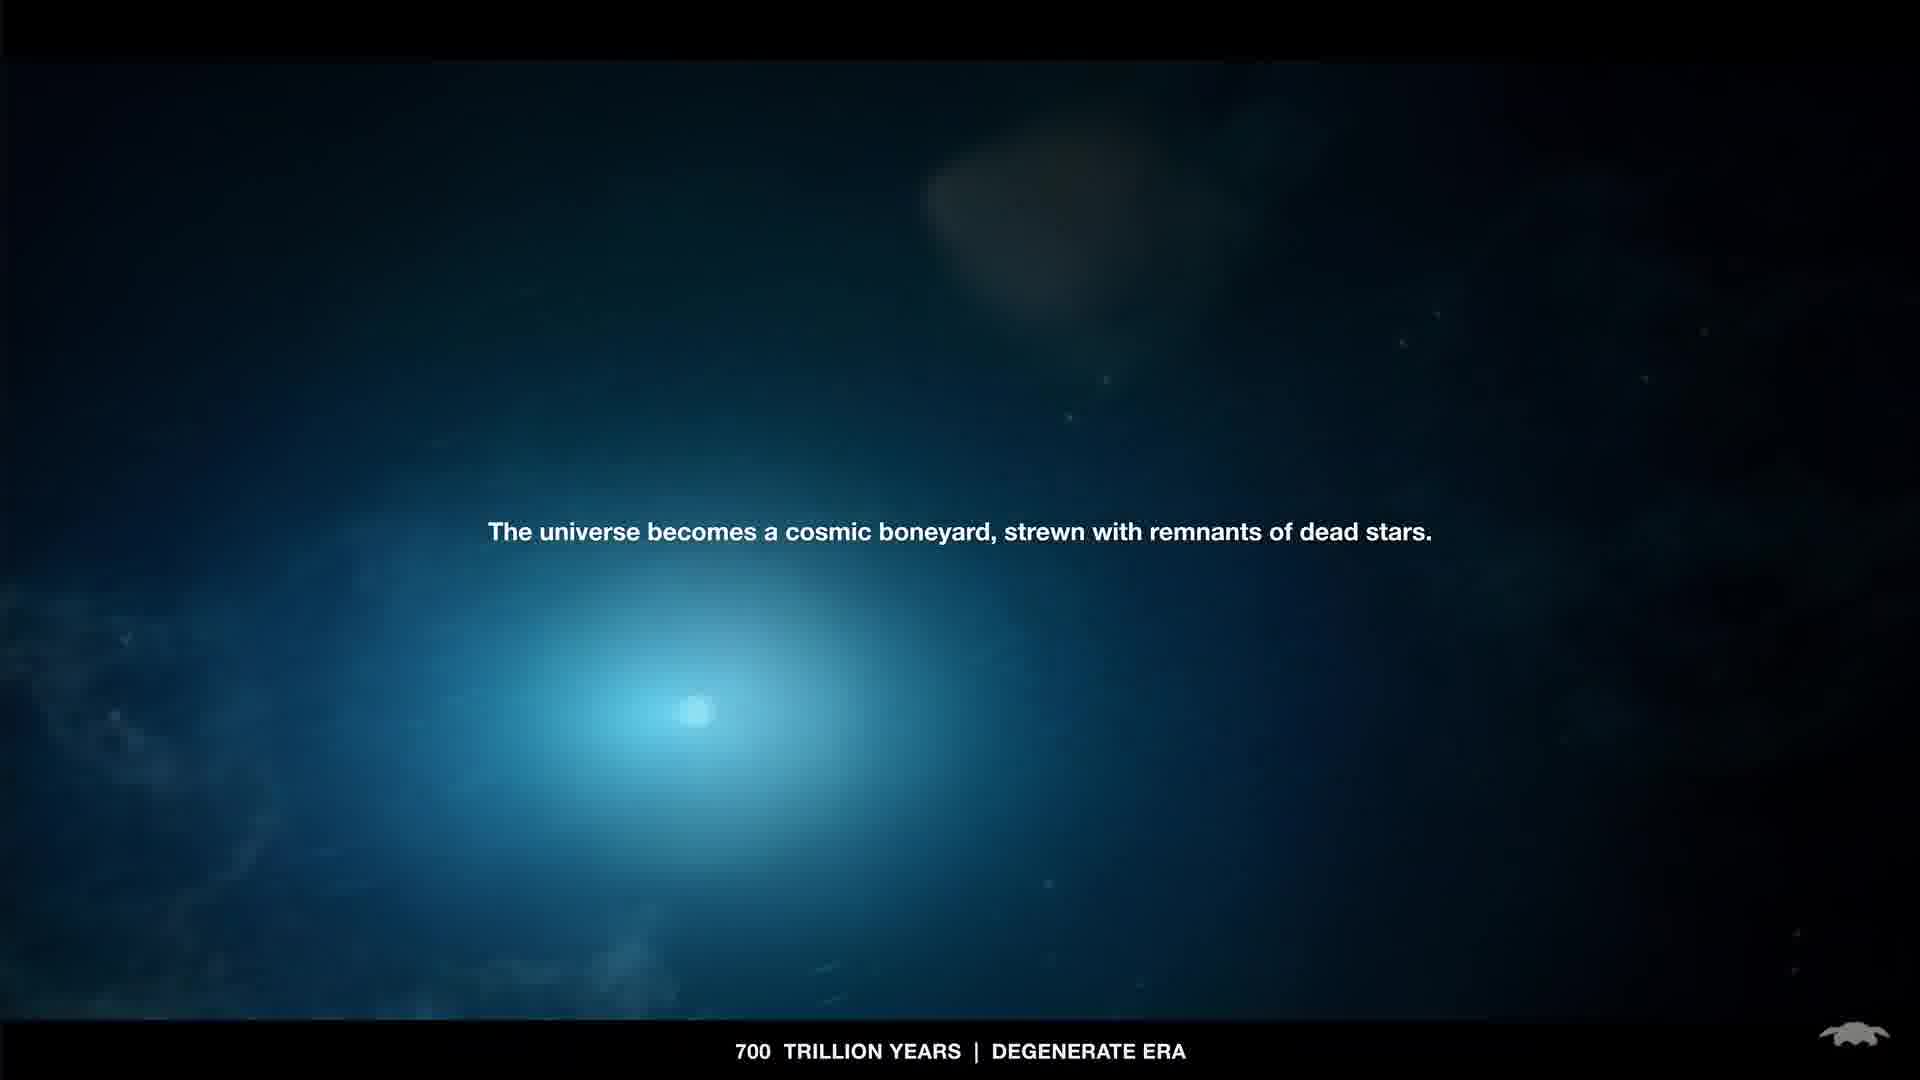 The universe becomes a cosmic boneyard, strewn with remnants of dead stars.
700 TRILLION YEARS | DEGENERATE ERA